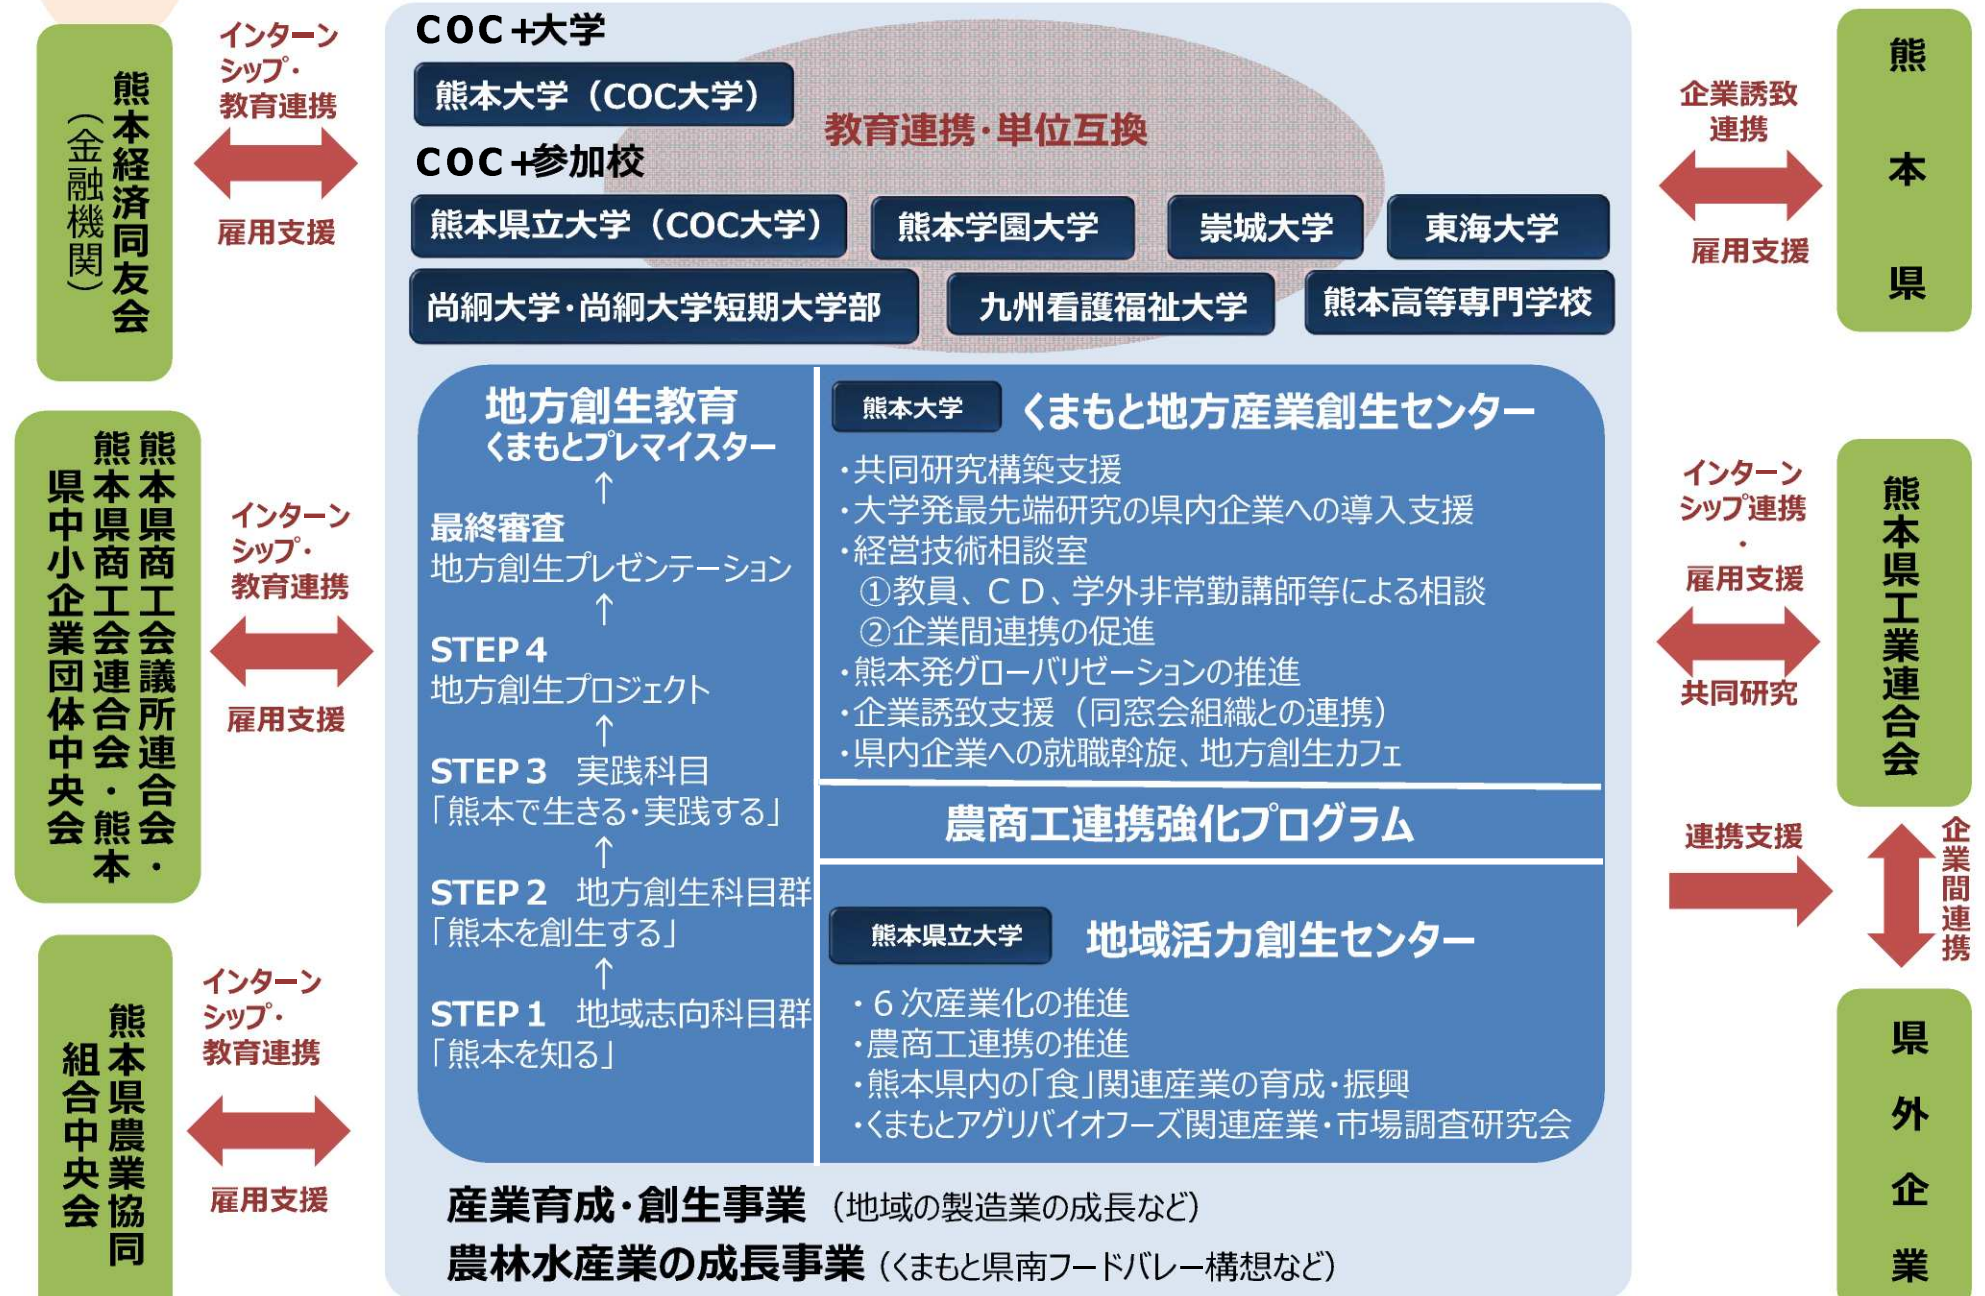 熊本経済同友会
（金融機関）
インターン
シップ・
教育連携
雇用支援
熊本県商工会議所連合会・
熊本県商工会連合会・熊本
県中小企業団体中央会
インターン
シップ・
教育連携
雇用支援
熊本県農業協同
組合中央会
インターン
シップ・
教育連携
雇用支援
COC+大学
熊本大学（COC大学）
教育連携・単位互換
COC+参加校
熊本県立大学（COC大学）
熊本学園大学
崇城大学
東海大学
尚絅大学・尚絅大学短期大学部
九州看護福祉大学
熊本高等専門学校
地方創生教育
くまもとプレマイスター
↑
最終審査
地方創生プレゼンテーション
↑
STEP４
地方創生プロジェクト
↑
STEP３　実践科目
「熊本で生きる・実践する」
↑
STEP２　地方創生科目群
「熊本を創生する」
↑
STEP１　地域志向科目群
「熊本を知る」
熊本大学
くまもと地方産業創生センター
・共同研究構築支援
・大学発最先端研究の県内企業への導入支援
・経営技術相談室
①教員、ＣＤ、学外非常勤講師等による相談
②企業間連携の促進
・熊本発グローバリゼーションの推進
・企業誘致支援（同窓会組織との連携）
・県内企業への就職斡旋、地方創生カフェ
農商工連携強化プログラム
熊本県立大学
地域活力創生センター
・６次産業化の推進
・農商工連携の推進
・熊本県内の「食」関連産業の育成・振興
・くまもとアグリバイオフーズ関連産業・市場調査研究会
産業育成・創生事業（地域の製造業の成長など）
農林水産業の成長事業（くまもと県南フードバレー構想など）
企業誘致
連携
雇用支援
熊本県
インターン
シップ連携
・
雇用支援
共同研究
熊本県工業連合会
連携支援
企業間連携
県外企業